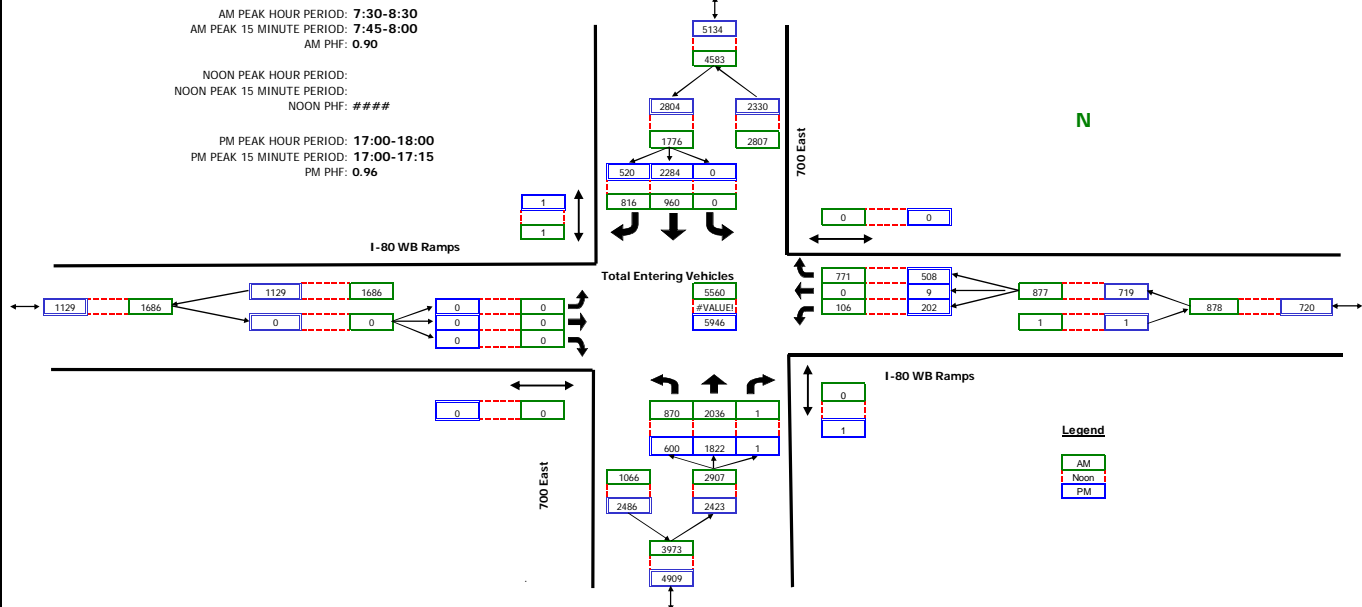 AM PEAK HOUR PERIOD: 7:30-8:30
AM PEAK 15 MINUTE PERIOD: 7:45-8:00
AM PHF: 0.90
NOON PEAK HOUR PERIOD:
NOON PEAK 15 MINUTE PERIOD:
NOON PHF: ####
PM PEAK HOUR PERIOD: 17:00-18:00
PM PEAK 15 MINUTE PERIOD: 17:00-17:15
PM PHF: 0.96
5134
4583
2804 2330
1776 2807
520 2284 0
816 960 0
700 East
N
1
1
I-80 WB Ramps
0 0
Total Entering Vehicles
5560
#VALUE!
5946
1129 1686
1129 1686
0 0
0 0
0 0
0 0
771 508
0 9
106 202
877 719
1 1
878 720
I-80 WB Ramps
0 0
0
1
870 2036 1
600 1822 1
1066 2907
2486 2423
3973
4909
700 East
Legend
AM
Noon
PM